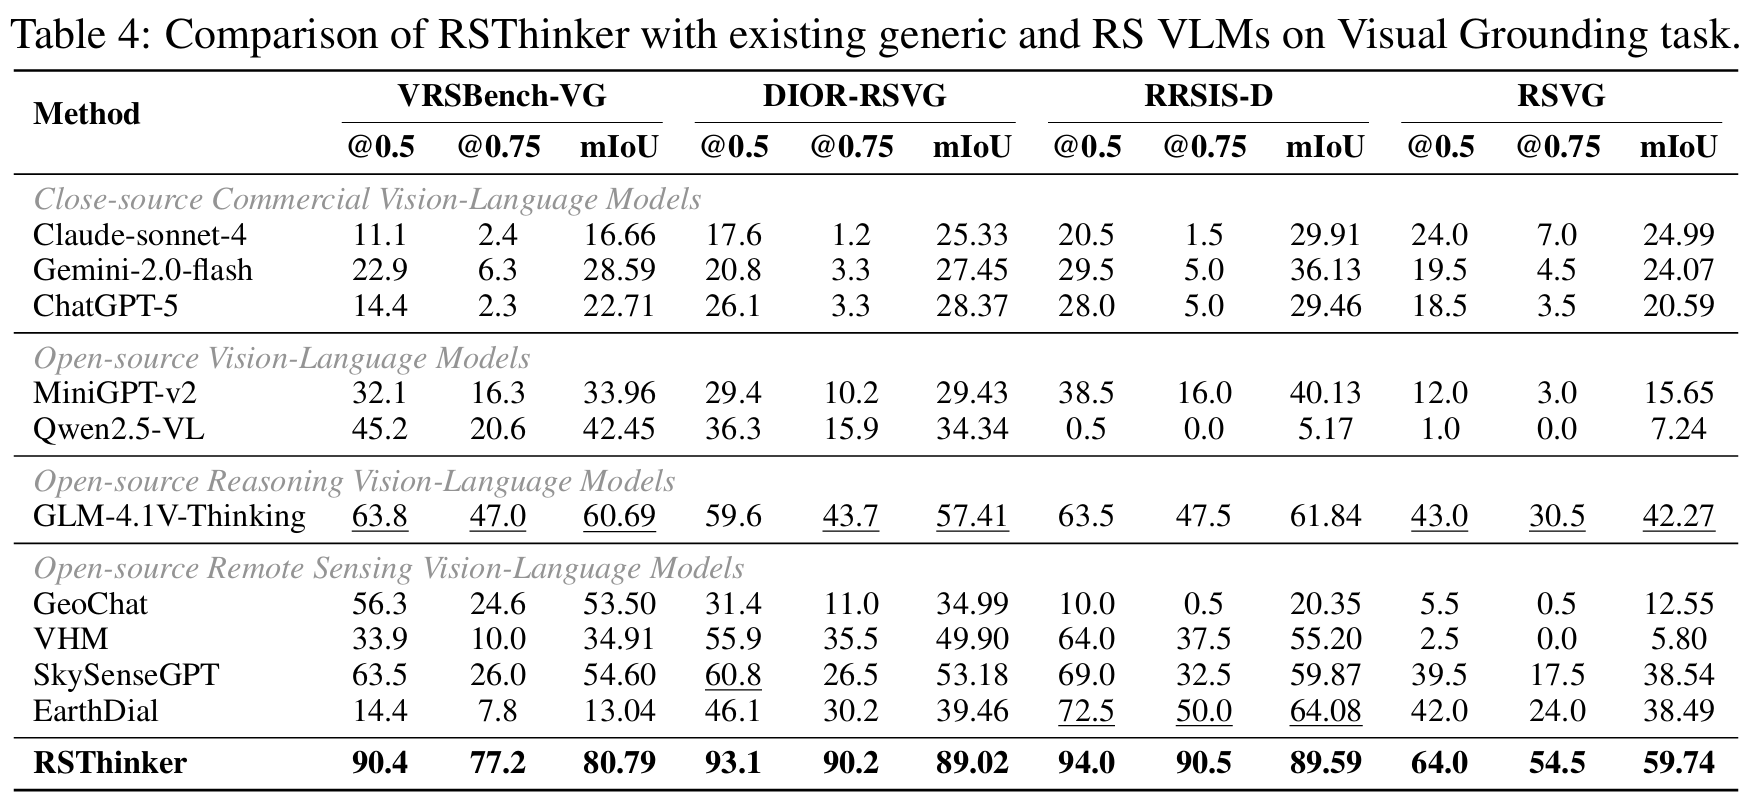 Table 4: Comparison of RSThinker with existing generic and RS VLMs on Visual Grounding task.
Method VRSBench-VG DIOR-RSVG RRSIS-D RSVG
@0.5 @0.75 mIoU @0.5 @0.75 mIoU @0.5 @0.75 mIoU @0.5 @0.75 mIoU
Close-source Commercial Vision-Language Models
Claude-sonnet-4 11.1 2.4 16.66 17.6 1.2 25.33 20.5 1.5 29.91 24.0 7.0 24.99
Gemini-2.0-flash 22.9 6.3 28.59 20.8 3.3 27.45 29.5 5.0 36.13 19.5 4.5 24.07
ChatGPT-5 14.4 2.3 22.71 26.1 3.3 28.37 28.0 5.0 29.46 18.5 3.5 20.59
Open-source Vision-Language Models
MiniGPT-v2 32.1 16.3 33.96 29.4 10.2 29.43 38.5 16.0 40.13 12.0 3.0 15.65
Qwen2.5-VL 45.2 20.6 42.45 36.3 15.9 34.34 0.5 0.0 5.17 1.0 0.0 7.24
Open-source Reasoning Vision-Language Models
GLM-4.1V-Thinking 63.8 47.0 60.69 59.6 43.7 57.41 63.5 47.5 61.84 43.0 30.5 42.27
Open-source Remote Sensing Vision-Language Models
GeoChat 56.3 24.6 53.50 31.4 11.0 34.99 10.0 0.5 20.35 5.5 0.5 12.55
VHM 33.9 10.0 34.91 55.9 35.5 49.90 64.0 37.5 55.20 2.5 0.0 5.80
SkySenseGPT 63.5 26.0 54.60 60.8 26.5 53.18 69.0 32.5 59.87 39.5 17.5 38.54
EarthDial 14.4 7.8 13.04 46.1 30.2 39.46 72.5 50.0 64.08 42.0 24.0 38.49
RSThinker 90.4 77.2 80.79 93.1 90.2 89.02 94.0 90.5 89.59 64.0 54.5 59.74